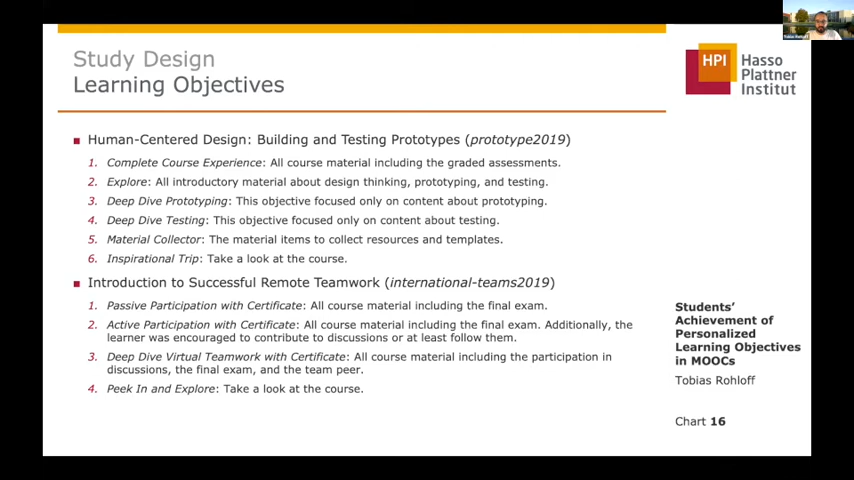 Study Design
Learning Objectives
HPI Hasso
Plattner
Institut
Human-Centered Design: Building and Testing Prototypes (prototype2019)
1. Complete Course Experience: All course material including the graded assessments.
2. Explore: All introductory material about design thinking, prototyping, and testing.
3. Deep Dive Prototyping: This objective focused only on content about prototyping.
4. Deep Dive Testing: This objective focused only on content about testing.
5. Material Collector: The material items to collect resources and templates.
6. Inspirational Trip: Take a look at the course.
Introduction to Successful Remote Teamwork (international-teams2019)
1. Passive Participation with Certificate: All course material including the final exam.
2. Active Participation with Certificate: All course material including the final exam. Additionally, the
learner was encouraged to contribute to discussions or at least follow them.
3. Deep Dive Virtual Teamwork with Certificate: All course material including the participation in
discussions, the final exam, and the team peer.
4. Peek In and Explore: Take a look at the course.
Students'
Achievement of
Personalized
Learning Objectives
in MOOCs
Tobias Rohloff
Chart 16
Tobias Rohloff